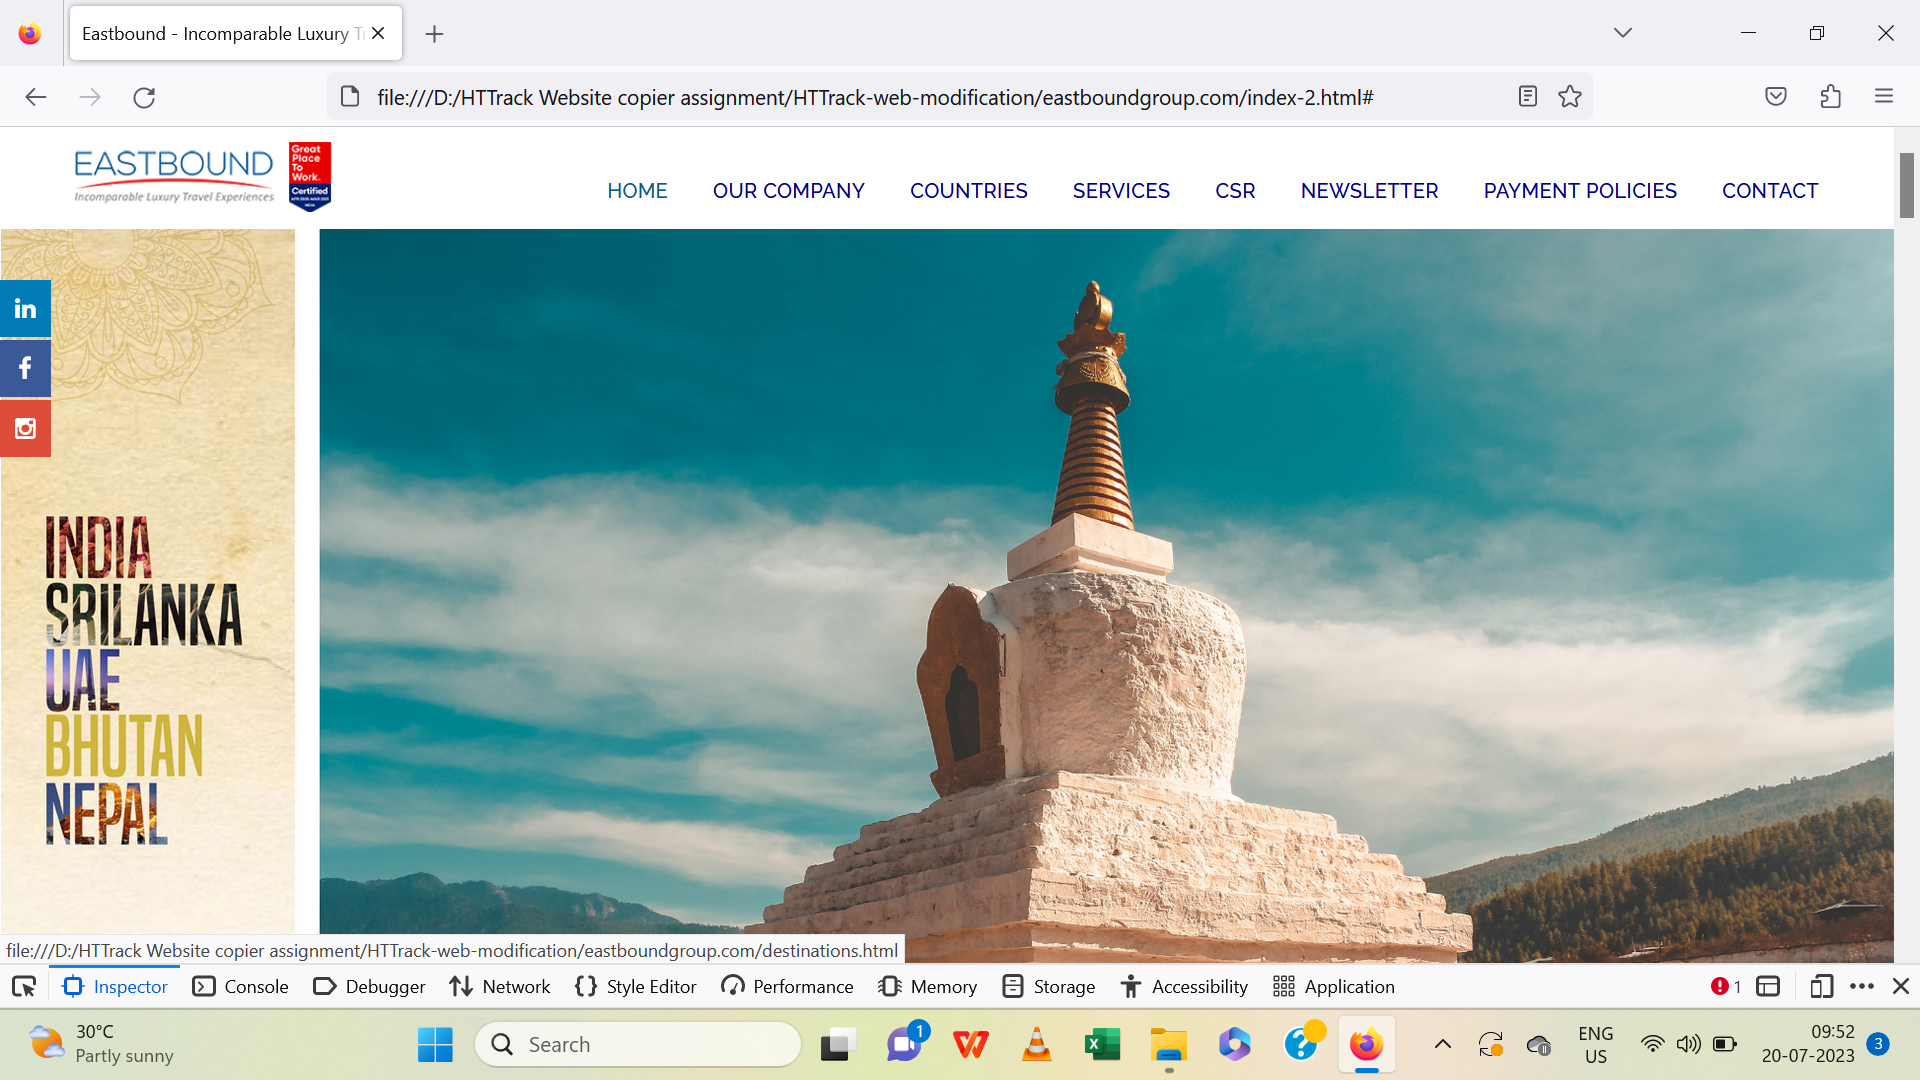 Eastbound - Incomparable Luxury Tr
file:///D:/HTTrack Website copier assignment/HTTrack-web-modification/eastboundgroup.com/index-2.html#
EASTBOUND
Incomparable Luxury Travel Experiences
Great
Place
To
Work.
Certified
INDIA
HOME OUR COMPANY COUNTRIES SERVICES CSR NEWSLETTER PAYMENT POLICIES CONTACT
in
f
INDIA
SRILANKA
UAE
BHUTAN
NEPAL
file:///D:/HTTrack Website copier assignment/HTTrack-web-modification/eastboundgroup.com/destinations.html
Inspector Console Debugger Network Style Editor Performance Memory Storage Accessibility Application 1
30°C
Partly sunny
Search
1
ENG
US
09:52
20-07-2023
3